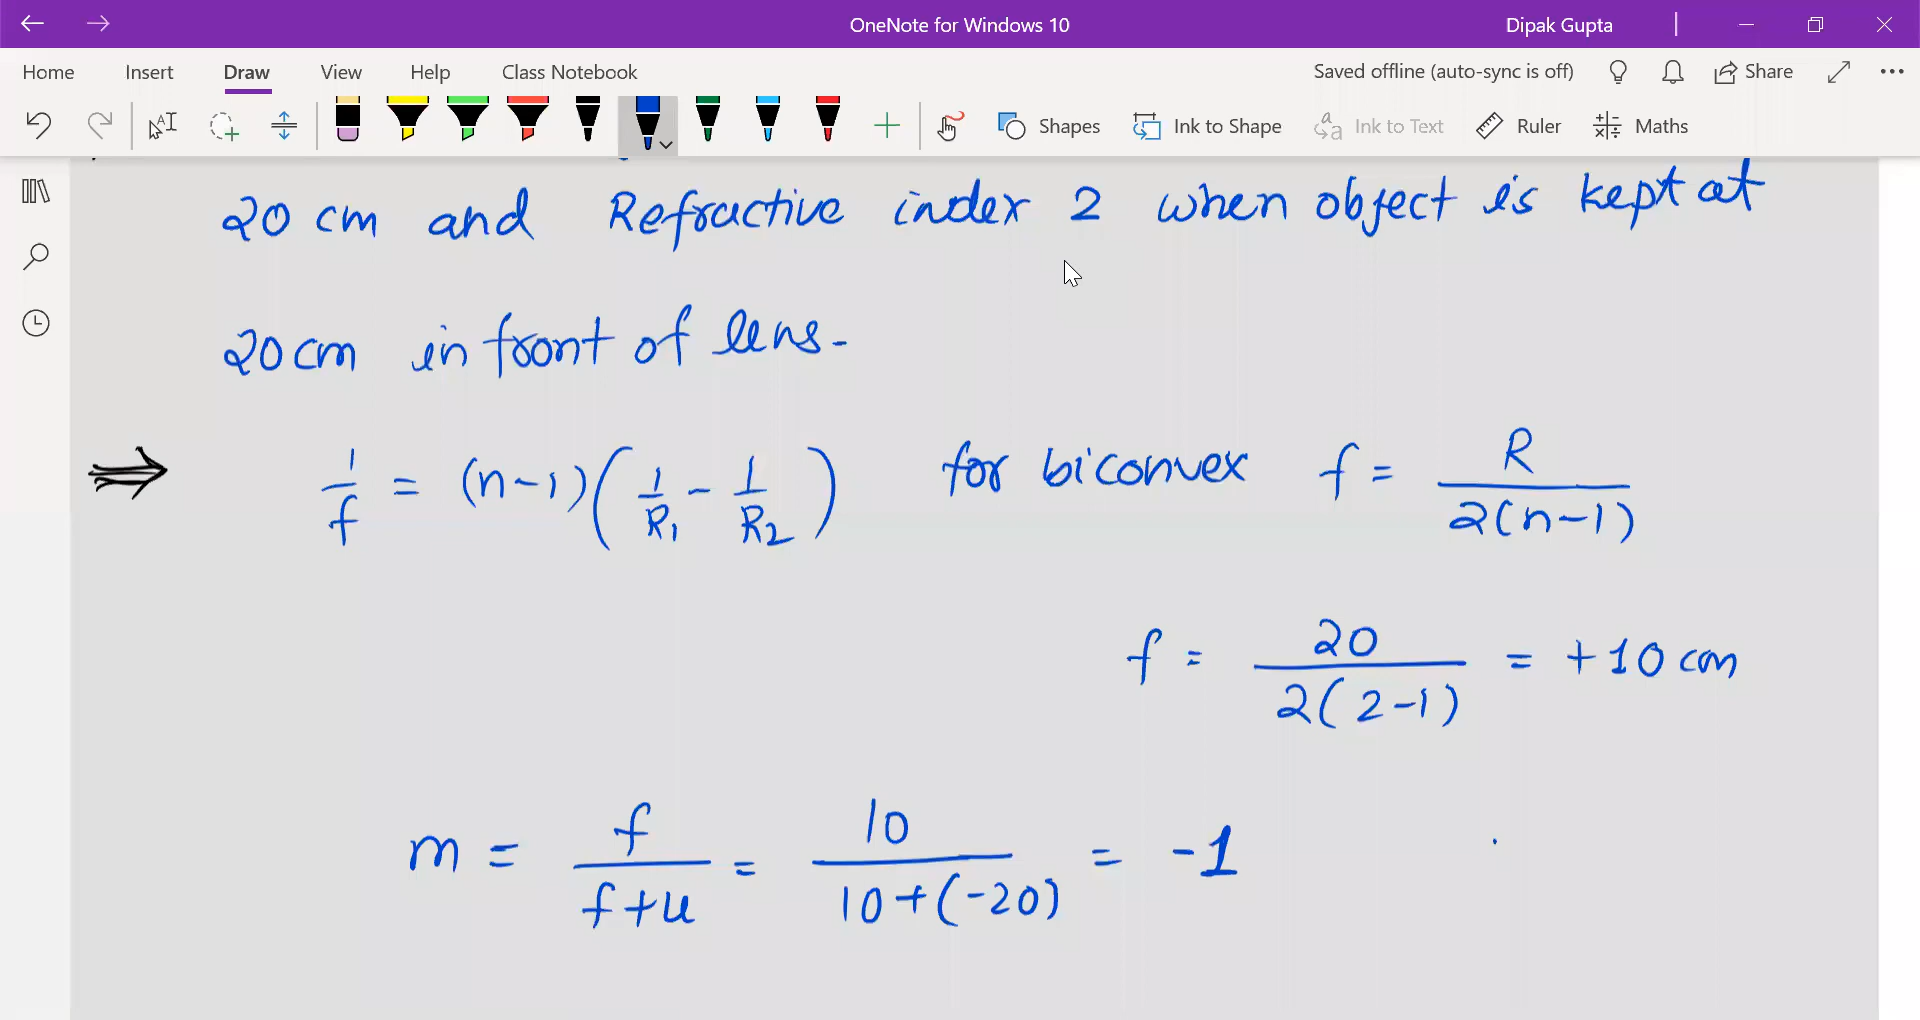 OneNote for Windows 10
Dipak Gupta
Home Insert Draw View Help Class Notebook
Saved offline (auto-sync is off) Share
Shapes Ink to Shape Ink to Text Ruler Maths
20 cm and Refractive index 2 when object is kept at
20cm in front of lens-
1/f = (n-1)(1/R₁ - 1/R₂) for biconvex f = R/2(n-1)
f = 20/2(2-1) = +10 cm
m = f/f+u = 10/10+(-20) = -1